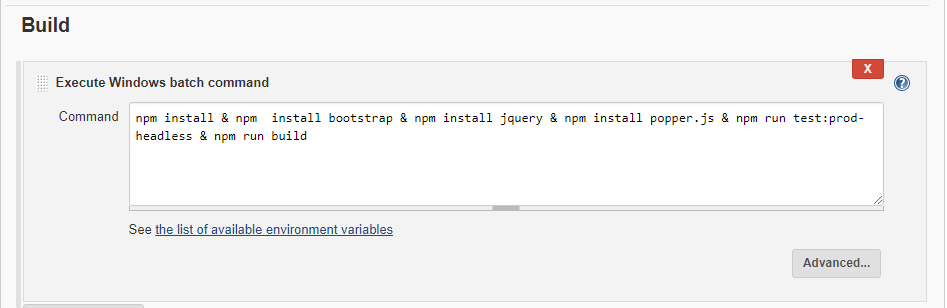 Build
Execute Windows batch command
X
?
Command
npm install & npm  install bootstrap & npm install jquery & npm install popper.js & npm run test:prod-
headless & npm run build
See the list of available environment variables
Advanced...